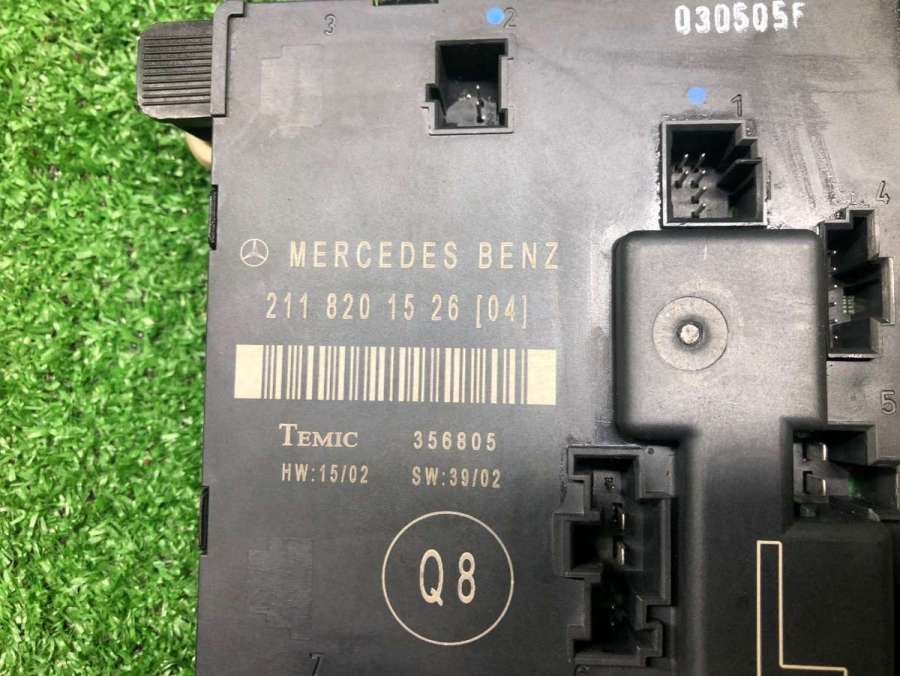 3
2
030505F
1
4
MERCEDES BENZ
211 820 15 26 [04]
5
TEMIC 356805
HW:15/02 SW:39/02
Q8
L
7